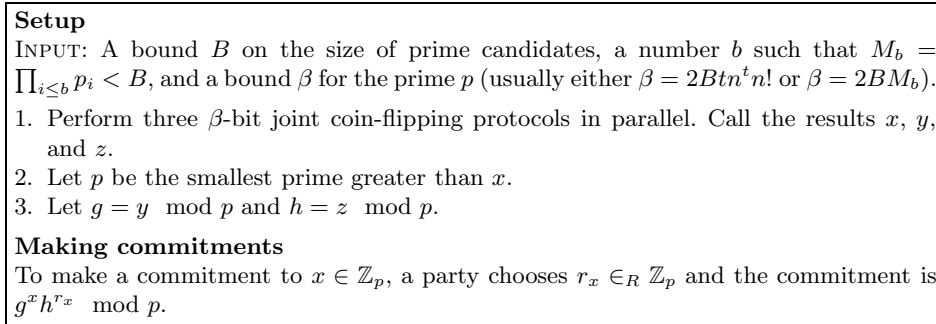 Setup
INPUT: A bound B on the size of prime candidates, a number b such that M_b =
∏_{i≤b} p_i < B, and a bound β for the prime p (usually either β = 2Btn^t n! or β = 2BM_b).
1. Perform three β-bit joint coin-flipping protocols in parallel. Call the results x, y,
and z.
2. Let p be the smallest prime greater than x.
3. Let g = y mod p and h = z mod p.
Making commitments
To make a commitment to x ∈ ℤ_p, a party chooses r_x ∈_R ℤ_p and the commitment is
g^x h^{r_x} mod p.